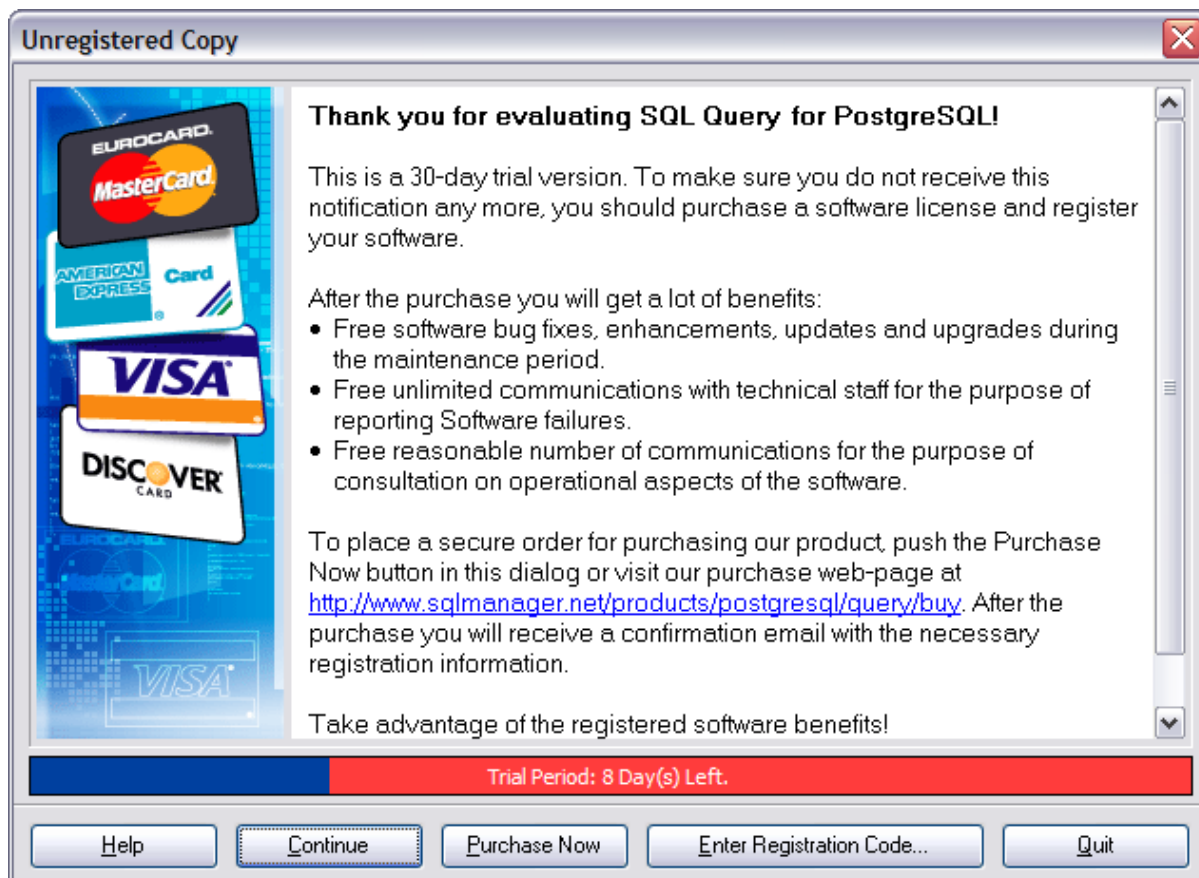 Unregistered Copy
EUROCARD.
MasterCard
AMERICAN EXPRESS
Card
VISA
DISCOVER
CARD
EUROCARD.
MasterCard
VISA
Thank you for evaluating SQL Query for PostgreSQL!
This is a 30-day trial version. To make sure you do not receive this
notification any more, you should purchase a software license and register
your software.
After the purchase you will get a lot of benefits:
• Free software bug fixes, enhancements, updates and upgrades during
the maintenance period.
• Free unlimited communications with technical staff for the purpose of
reporting Software failures.
• Free reasonable number of communications for the purpose of
consultation on operational aspects of the software.
To place a secure order for purchasing our product, push the Purchase
Now button in this dialog or visit our purchase web-page at
http://www.sqlmanager.net/products/postgresql/query/buy. After the
purchase you will receive a confirmation email with the necessary
registration information.
Take advantage of the registered software benefits!
Trial Period: 8 Day(s) Left.
Help
Continue
Purchase Now
Enter Registration Code...
Quit